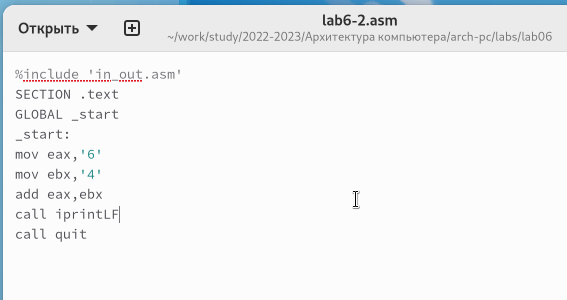 Открыть
lab6-2.asm
~/work/study/2022-2023/Архитектура компьютера/arch-pc/labs/lab06
%include 'in_out.asm'
SECTION .text
GLOBAL _start
_start:
mov eax,'6'
mov ebx,'4'
add eax,ebx
call iprintLF
call quit